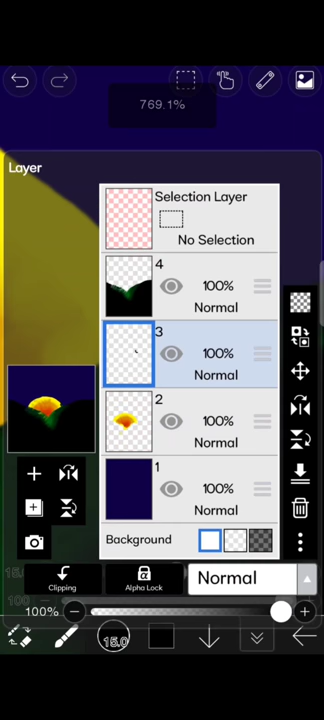 769.1%
Layer
Selection Layer
No Selection
4
100%
Normal
3
100%
Normal
2
100%
Normal
1
100%
Normal
Background
Clipping
Alpha Lock
Normal
100%
15.0